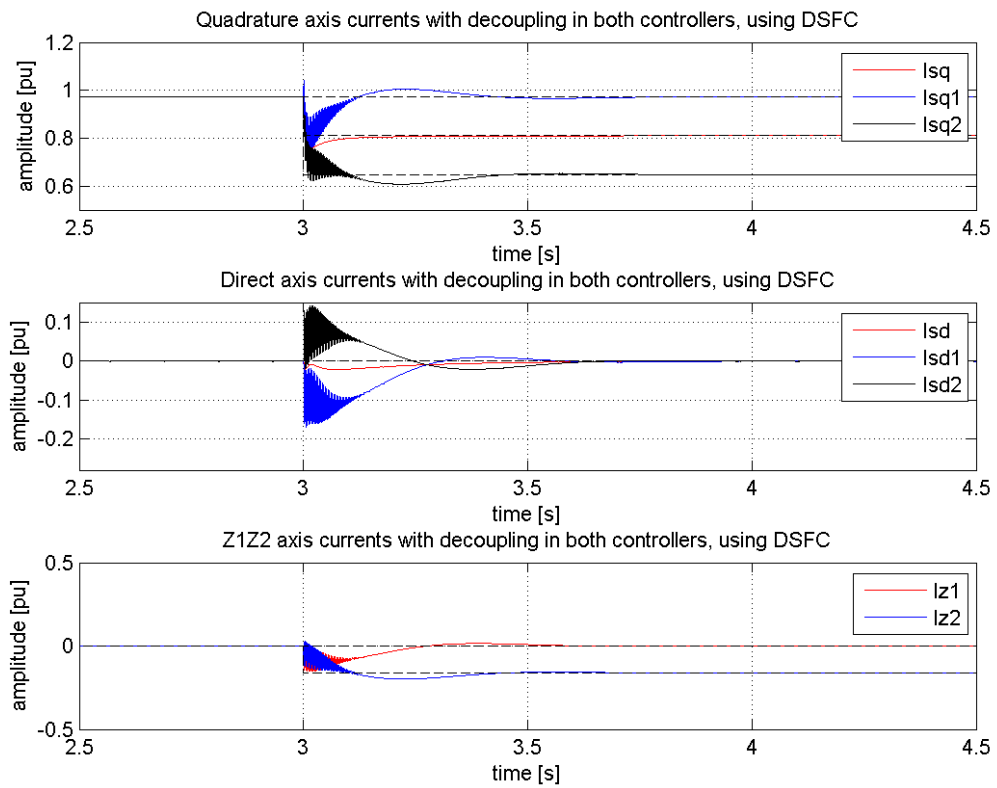 Quadrature axis currents with decoupling in both controllers, using DSFC
1.2
1
0.8
0.6
amplitude [pu]
Isq
Isq1
Isq2
2.5 3 3.5 4 4.5
time [s]
Direct axis currents with decoupling in both controllers, using DSFC
0.1
0
-0.1
-0.2
amplitude [pu]
Isd
Isd1
Isd2
2.5 3 3.5 4 4.5
time [s]
Z1Z2 axis currents with decoupling in both controllers, using DSFC
0.5
0
-0.5
amplitude [pu]
Iz1
Iz2
2.5 3 3.5 4 4.5
time [s]